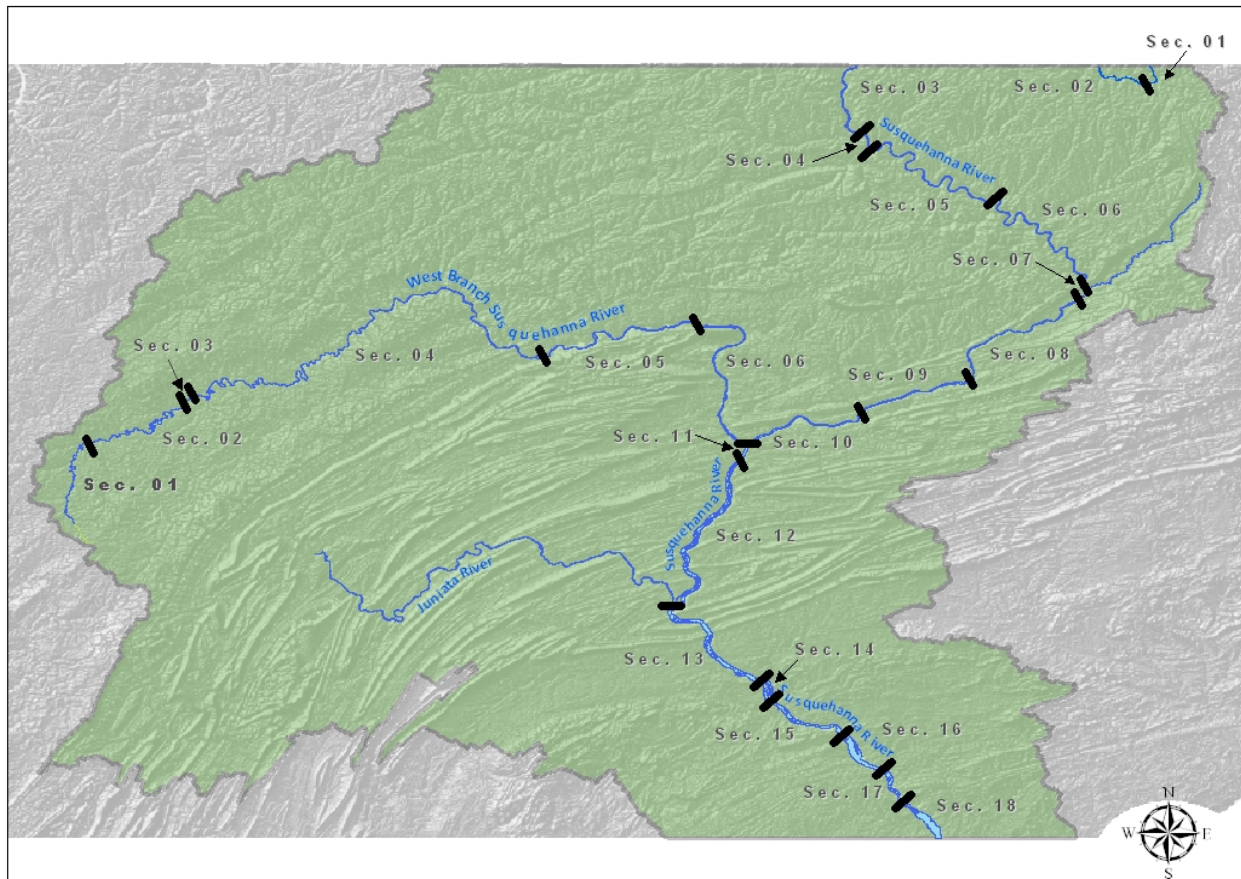 Sec. 01
Sec. 02
Sec. 03
Susquehanna River
Sec. 04
Sec. 05
Sec. 06
Sec. 07
West Branch Susquehanna River
Sec. 03
Sec. 04
Sec. 05
Sec. 06
Sec. 08
Sec. 09
Sec. 02
Sec. 11
Sec. 10
Sec. 01
Susquehanna River
Sec. 12
Juniata River
Sec. 13
Sec. 14
Susquehanna River
Sec. 15
Sec. 16
Sec. 17
Sec. 18
N
W
E
S